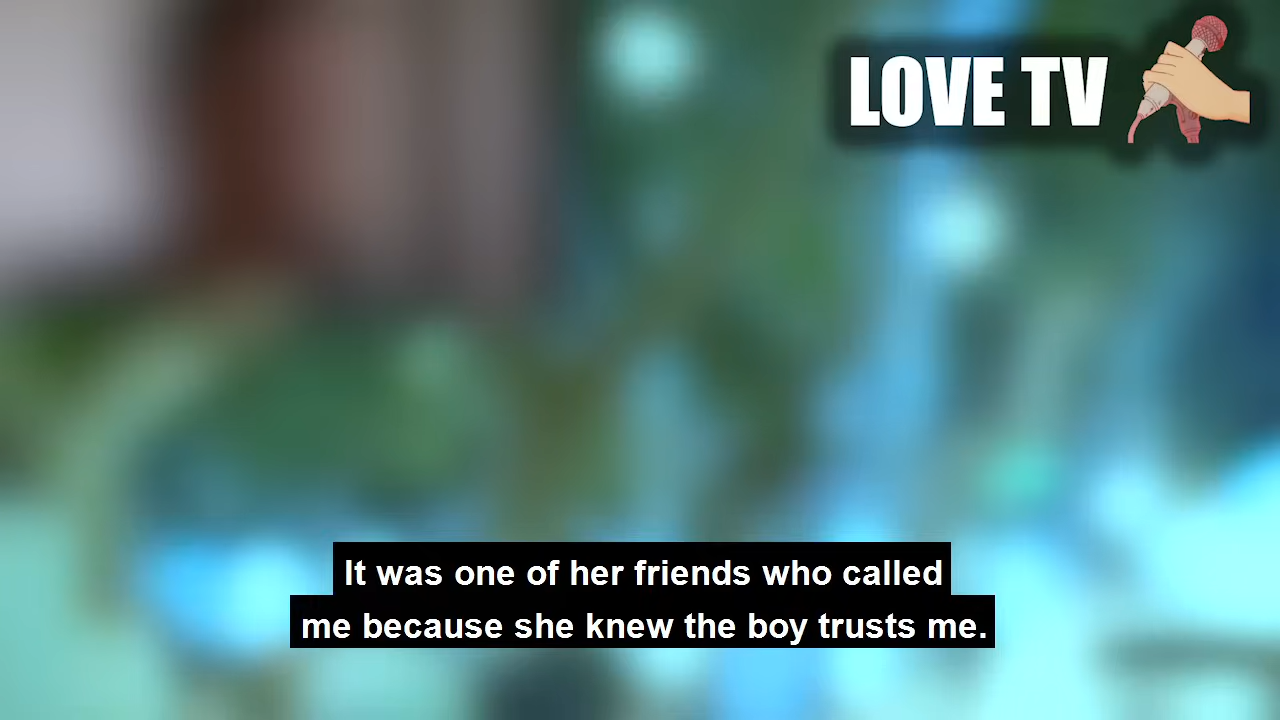 LOVE TV
It was one of her friends who called
me because she knew the boy trusts me.